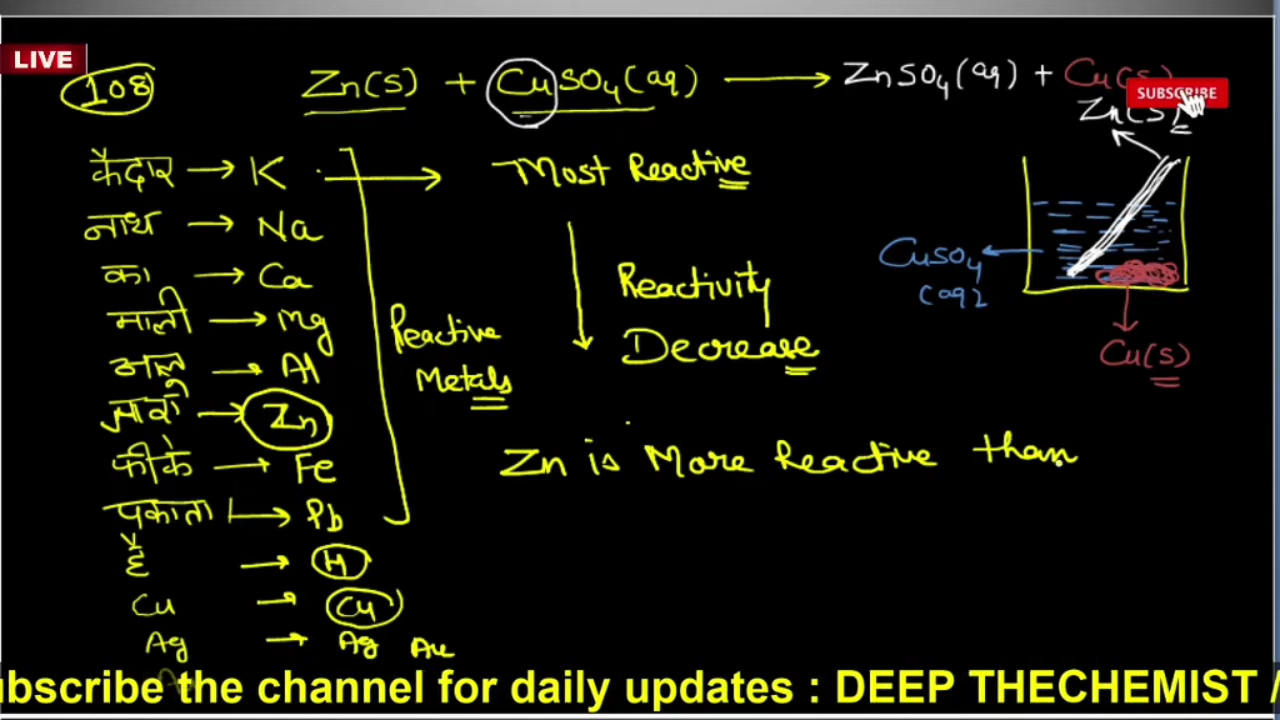 LIVE
108
Zn(s) + CuSO4(aq) → ZnSO4(aq) + Cu(s)
SUBSCRIBE
Zn(s)
कैदार → K → Most Reactive
नाथ → Na
का → Ca
माली → Mg
Reactive Metals
Reactivity Decrease
CuSO4 (aq)
Cu(s)
आल → Al
→ Zn
फीके → Fe
Zn is More Reactive than
पकाता → Pb
है → H
Cu → Cu
Ag → Ag Au
ubscribe the channel for daily updates : DEEP THECHEMIST /